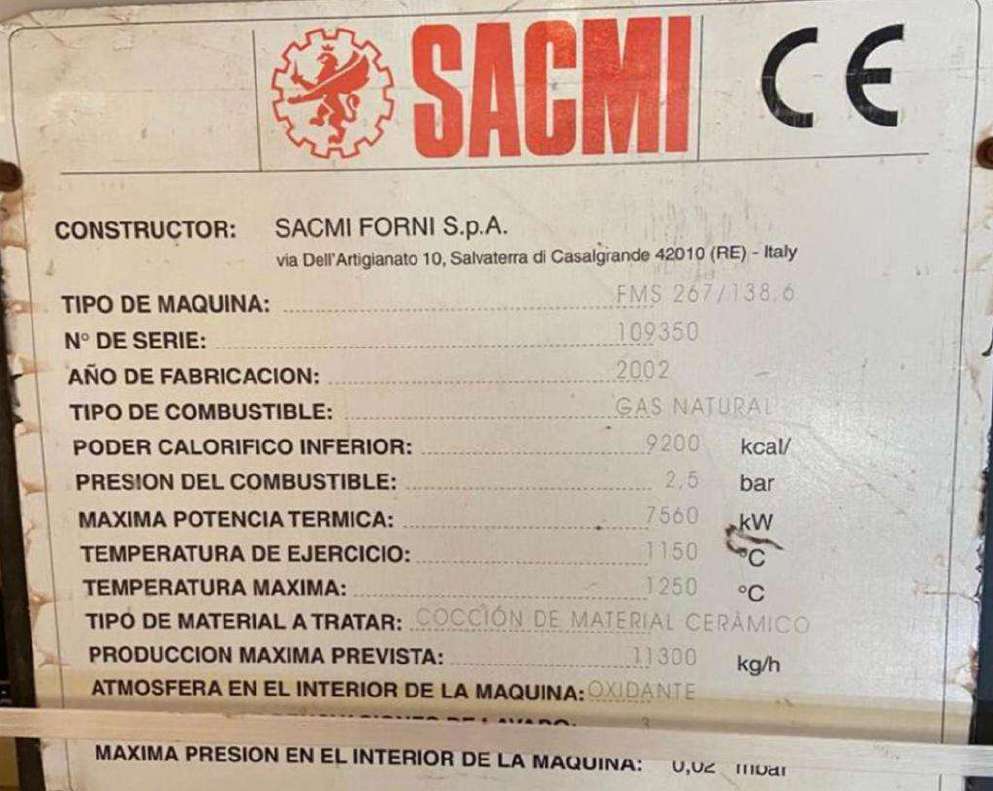 SACMI CE
CONSTRUCTOR: SACMI FORNI S.p.A.
via Dell'Artigianato 10, Salvaterra di Casalgrande 42010 (RE) - Italy
TIPO DE MAQUINA: FMS 267/138.6
N° DE SERIE: 109350
AÑO DE FABRICACION: 2002
TIPO DE COMBUSTIBLE: GAS NATURAL
PODER CALORIFICO INFERIOR: 9200 kcal/
PRESION DEL COMBUSTIBLE: 2,5 bar
MAXIMA POTENCIA TERMICA: 7560 kW
TEMPERATURA DE EJERCICIO: 1150 °C
TEMPERATURA MAXIMA: 1250 °C
TIPO DE MATERIAL A TRATAR: COCCIÓN DE MATERIAL CERÀMICO
PRODUCCION MAXIMA PREVISTA: 11300 kg/h
ATMOSFERA EN EL INTERIOR DE LA MAQUINA: OXIDANTE
DE LAVADO: 3
MAXIMA PRESION EN EL INTERIOR DE LA MAQUINA: 0,02 mbar